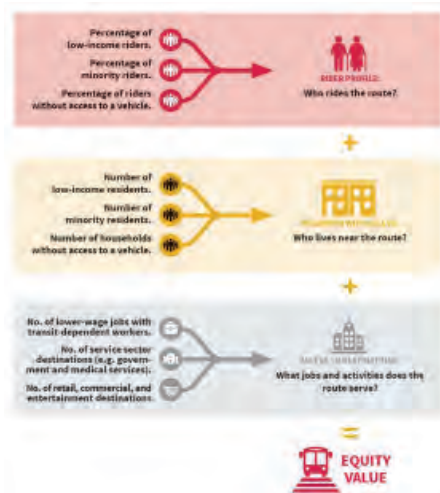 Percentage of
low-income riders.
Percentage of
minority riders.
Percentage of riders
without access to a vehicle.
RIDER PROFILE:
Who rides the route?
+
Number of
low-income residents.
Number of
minority residents.
Number of households
without access to a vehicle.
Who lives near the route?
+
No. of lower-wage jobs with
transit-dependent workers.
No. of service sector
destinations (e.g. govern-
ment and medical services).
No. of retail, commercial, and
entertainment destinations
What jobs and activities does the
route serve?
=
EQUITY
VALUE